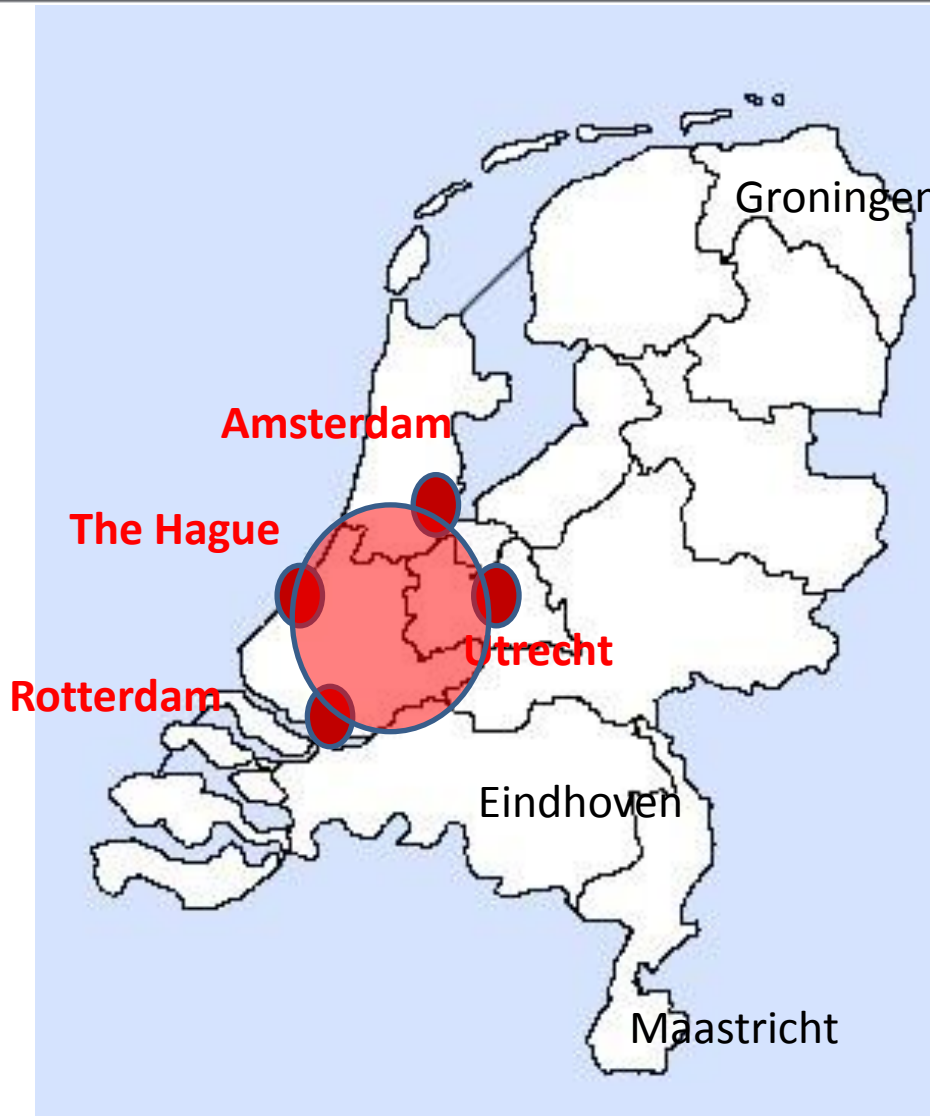 Groningen
Amsterdam
The Hague
Utrecht
Rotterdam
Eindhoven
Maastricht